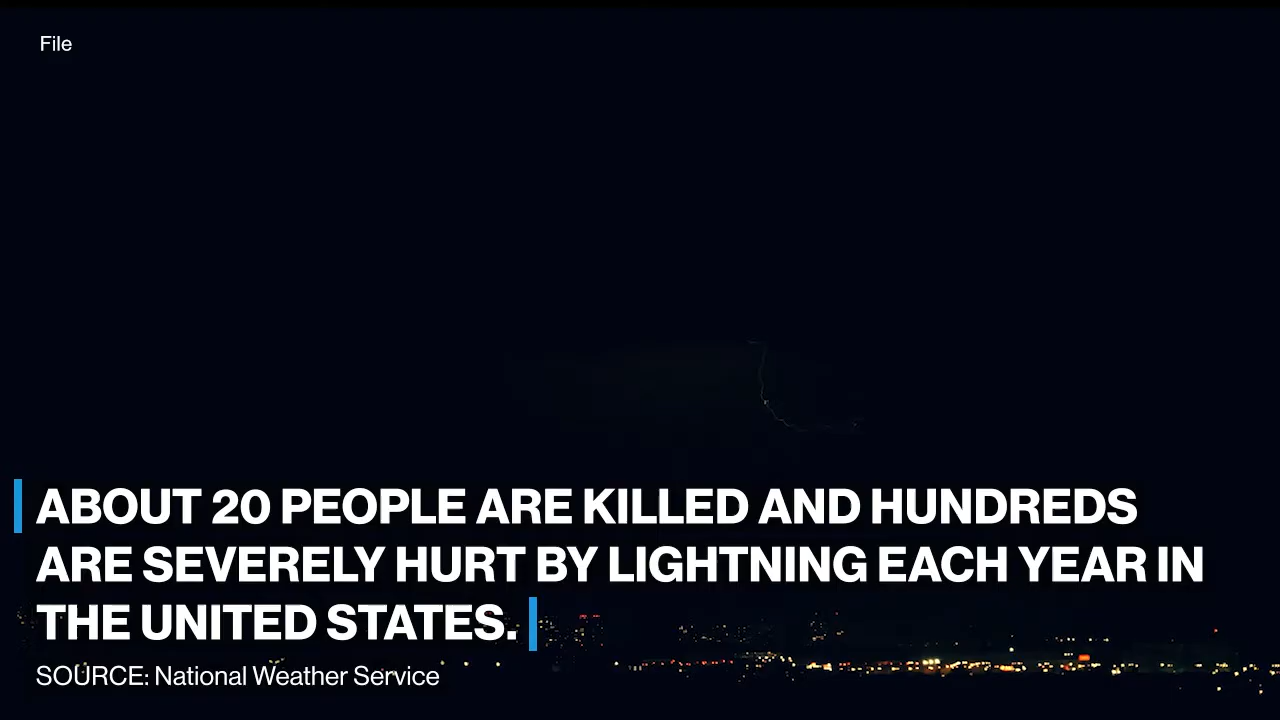 File
ABOUT 20 PEOPLE ARE KILLED AND HUNDREDS
ARE SEVERELY HURT BY LIGHTNING EACH YEAR IN
THE UNITED STATES.
SOURCE: National Weather Service